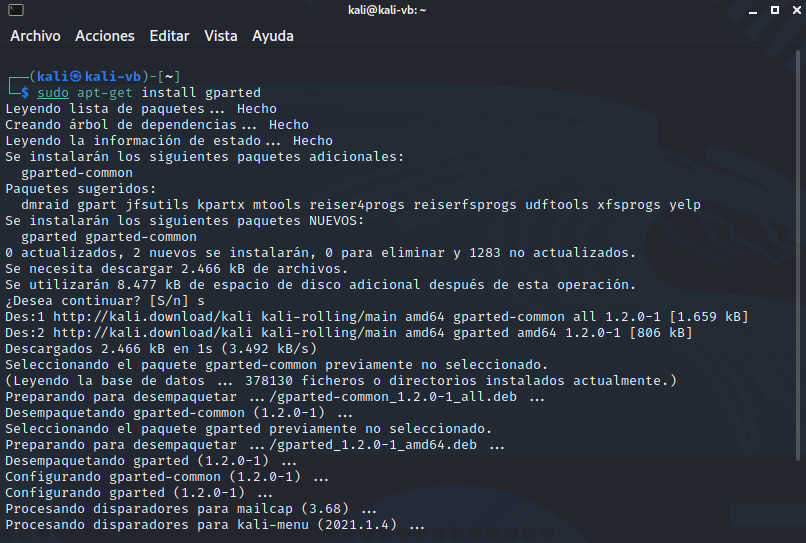 kali@kali-vb: ~
Archivo Acciones Editar Vista Ayuda
┌──(kali㉿kali-vb)-[~]
└─$ sudo apt-get install gparted
Leyendo lista de paquetes... Hecho
Creando árbol de dependencias... Hecho
Leyendo la información de estado... Hecho
Se instalarán los siguientes paquetes adicionales:
  gparted-common
Paquetes sugeridos:
  dmraid gpart jfsutils kpartx mtools reiser4progs reiserfsprogs udftools xfsprogs yelp
Se instalarán los siguientes paquetes NUEVOS:
  gparted gparted-common
0 actualizados, 2 nuevos se instalarán, 0 para eliminar y 1283 no actualizados.
Se necesita descargar 2.466 kB de archivos.
Se utilizarán 8.477 kB de espacio de disco adicional después de esta operación.
¿Desea continuar? [S/n] s
Des:1 http://kali.download/kali kali-rolling/main amd64 gparted-common all 1.2.0-1 [1.659 kB]
Des:2 http://kali.download/kali kali-rolling/main amd64 gparted amd64 1.2.0-1 [806 kB]
Descargados 2.466 kB en 1s (3.492 kB/s)
Seleccionando el paquete gparted-common previamente no seleccionado.
(Leyendo la base de datos ... 378130 ficheros o directorios instalados actualmente.)
Preparando para desempaquetar .../gparted-common_1.2.0-1_all.deb ...
Desempaquetando gparted-common (1.2.0-1) ...
Seleccionando el paquete gparted previamente no seleccionado.
Preparando para desempaquetar .../gparted_1.2.0-1_amd64.deb ...
Desempaquetando gparted (1.2.0-1) ...
Configurando gparted-common (1.2.0-1) ...
Configurando gparted (1.2.0-1) ...
Procesando disparadores para mailcap (3.68) ...
Procesando disparadores para kali-menu (2021.1.4) ...